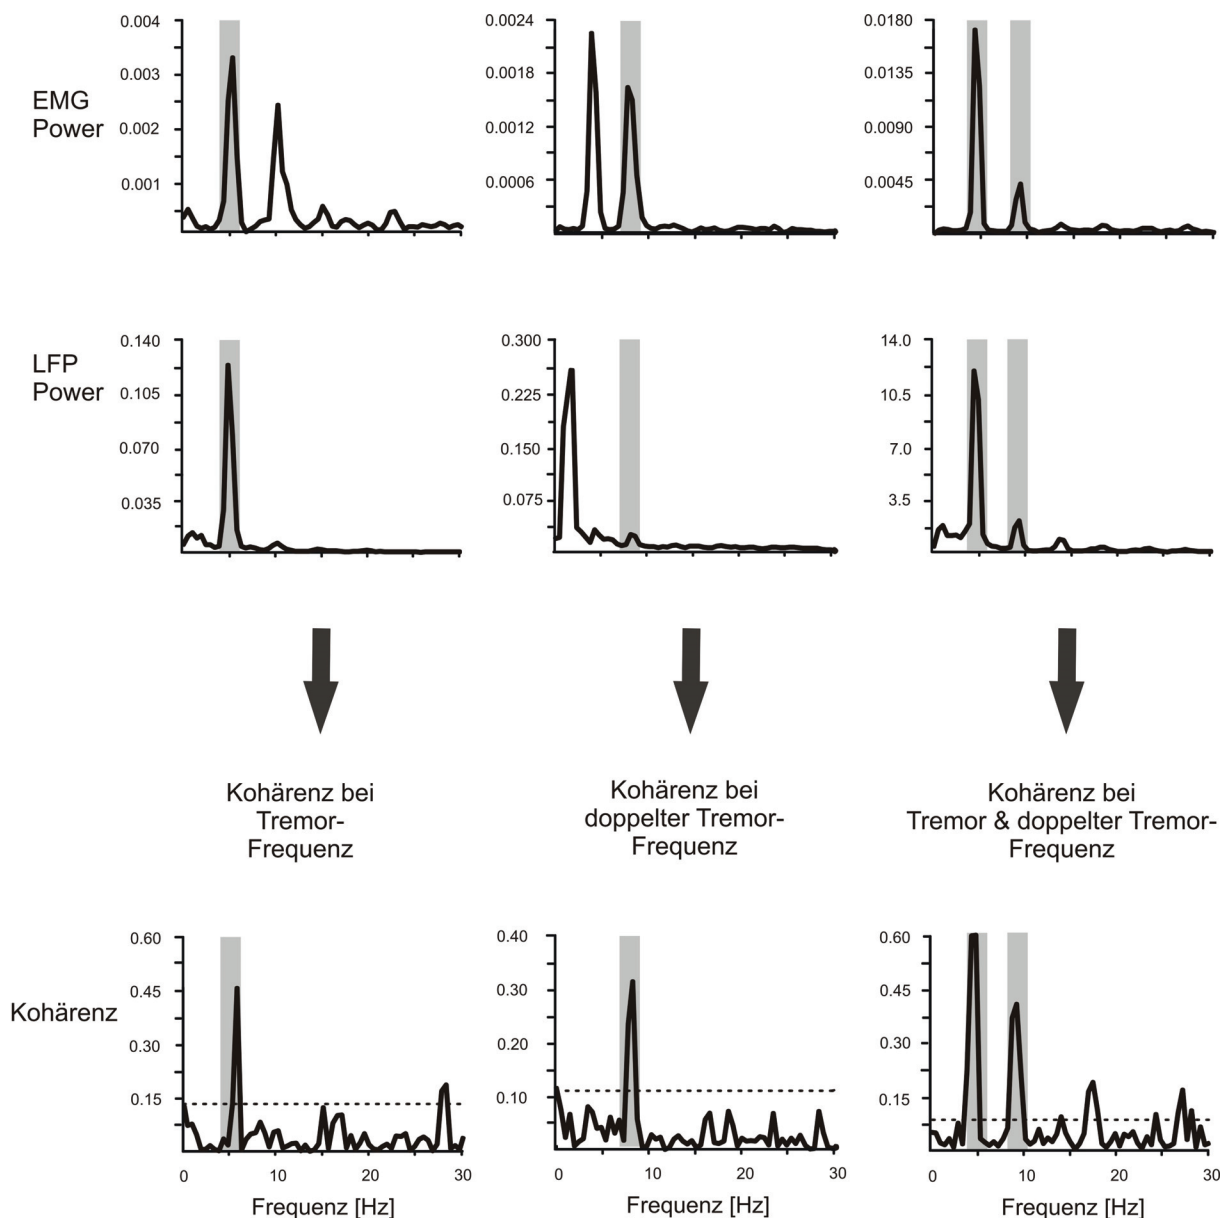 EMG
Power
0.004
0.003
0.002
0.001
0.0024
0.0018
0.0012
0.0006
0.0180
0.0135
0.0090
0.0045
LFP
Power
0.140
0.105
0.070
0.035
0.300
0.225
0.150
0.075
14.0
10.5
7.0
3.5
Kohärenz bei
Tremor-
Frequenz
Kohärenz bei
doppelter Tremor-
Frequenz
Kohärenz bei
Tremor & doppelter Tremor-
Frequenz
Kohärenz
0.60
0.45
0.30
0.15
0 10 20 30
Frequenz [Hz]
0.40
0.30
0.20
0.10
0 10 20 30
Frequenz [Hz]
0.60
0.45
0.30
0.15
0 10 20 30
Frequenz [Hz]